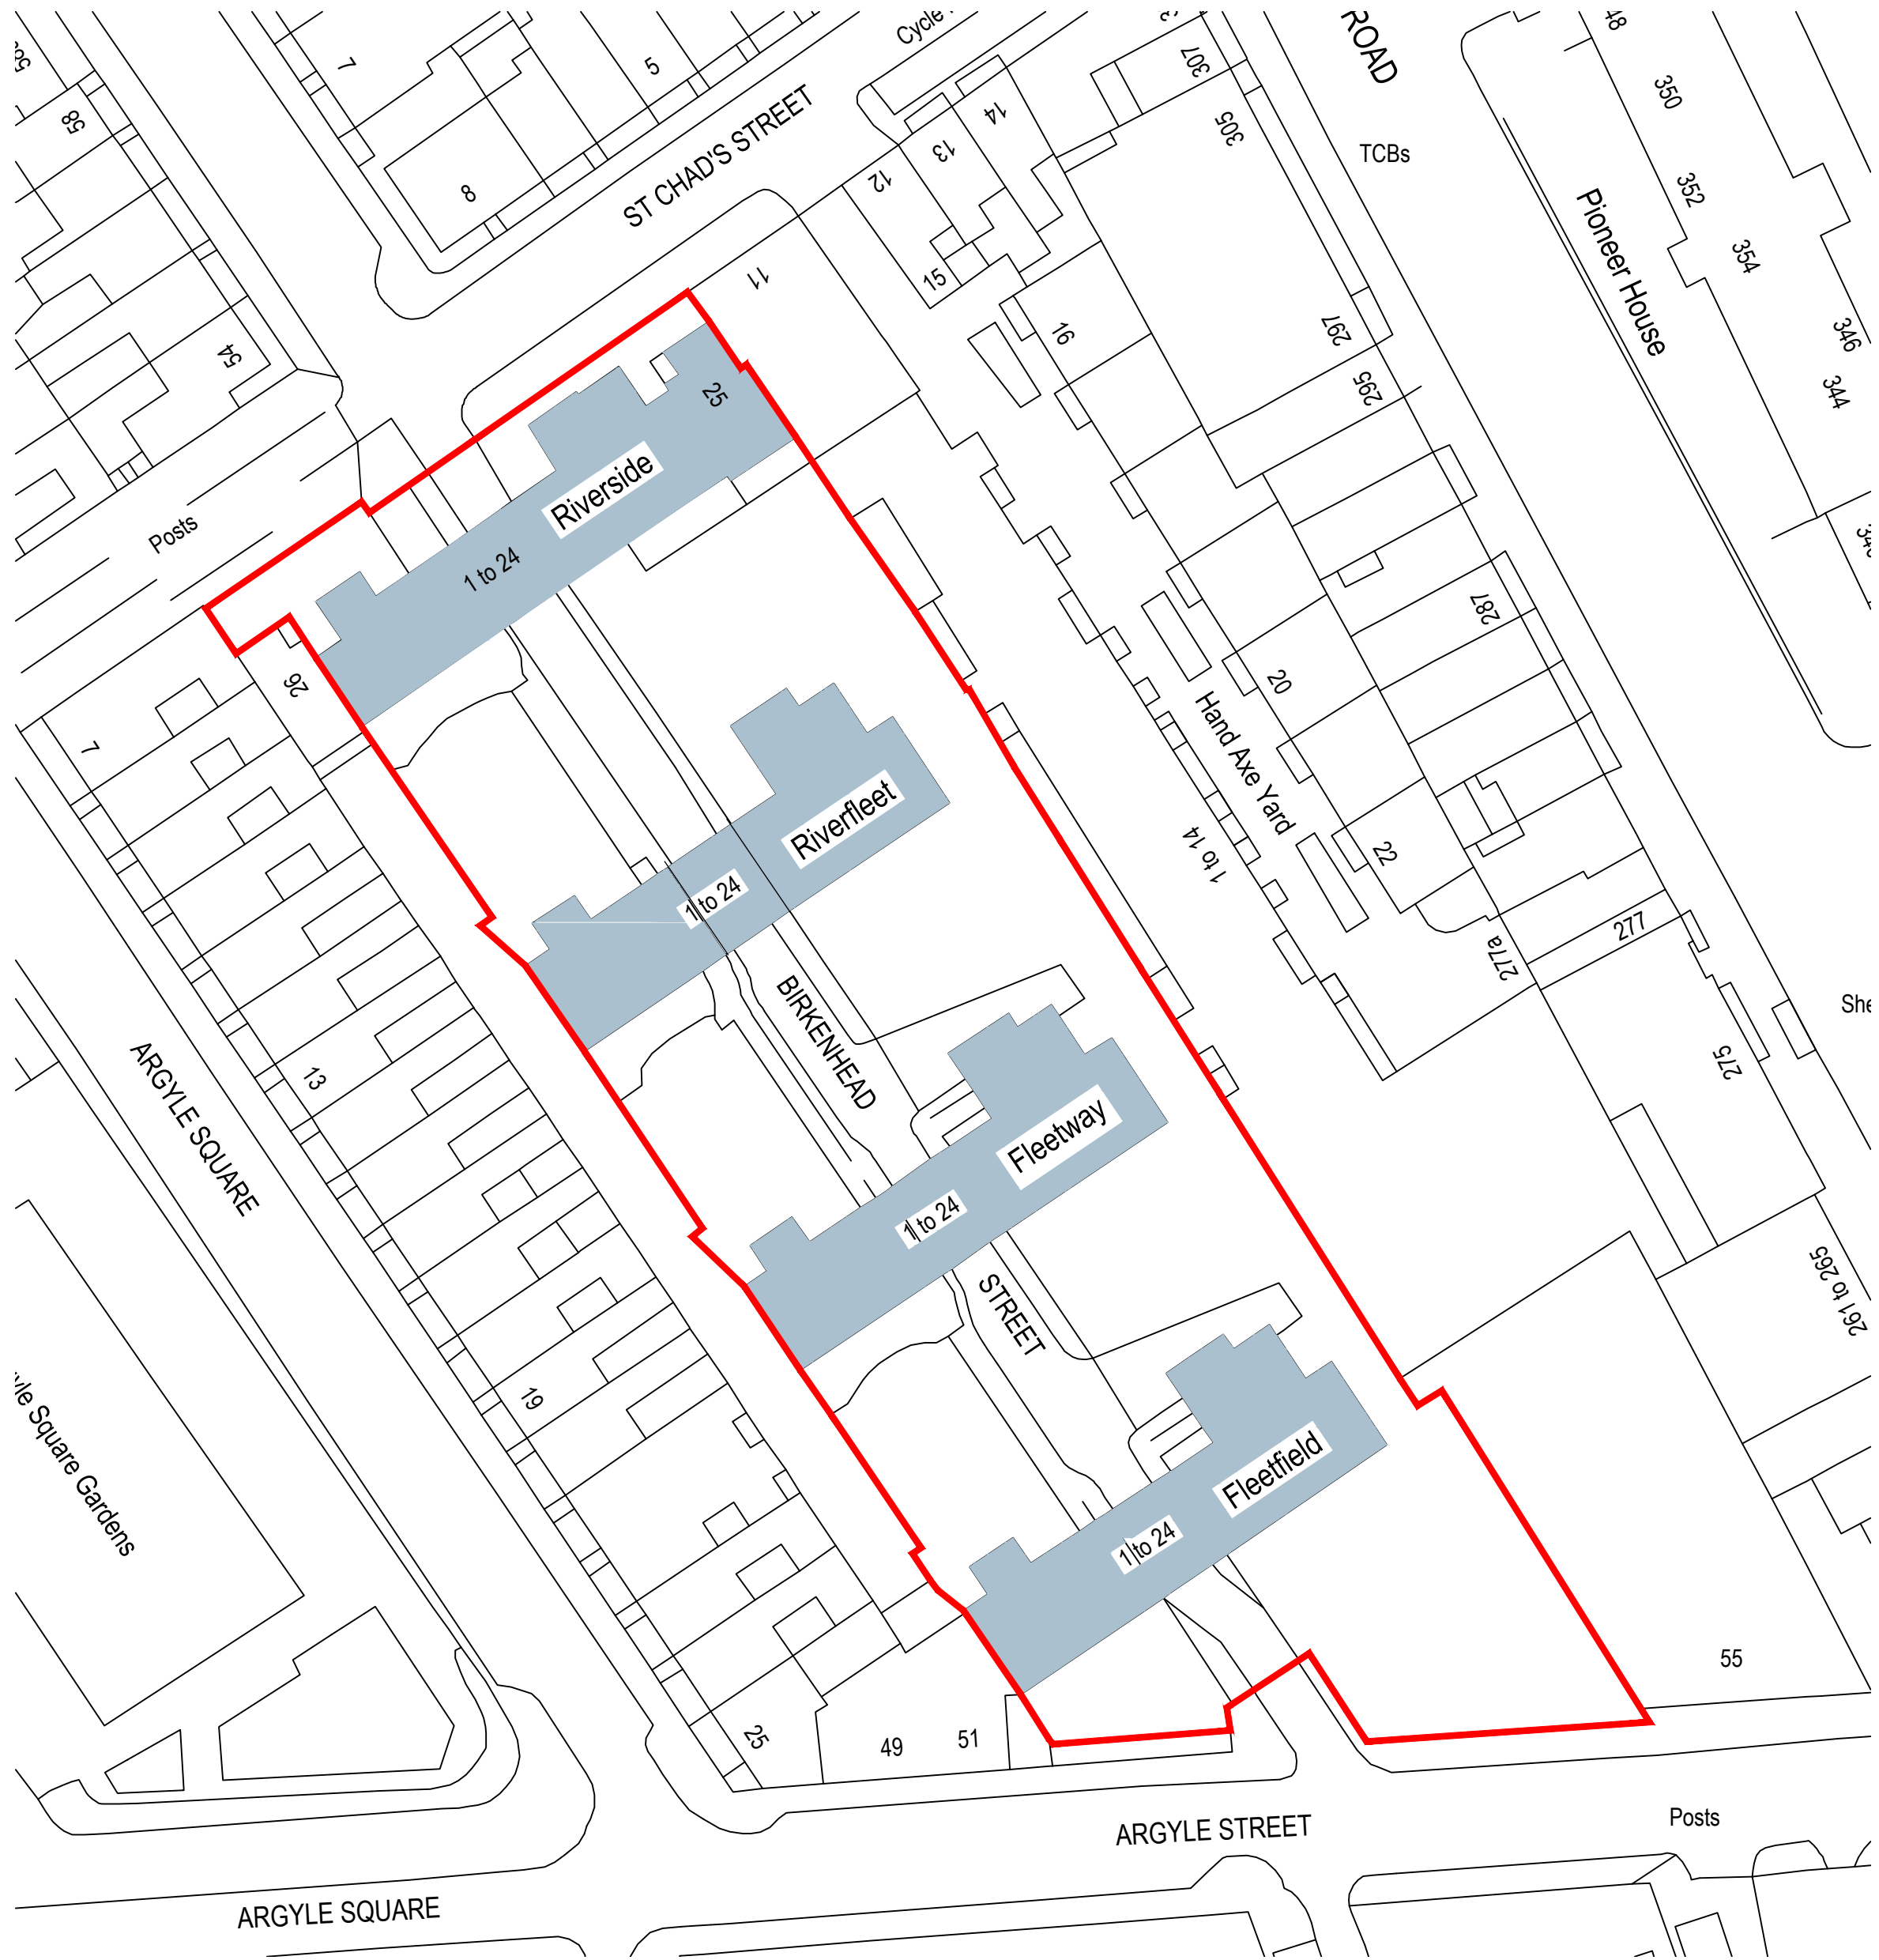 58
7
5
8
ST CHAD'S STREET
Cycle
14
13
12
11
15
307
305
ROAD
TCBs
350
352
354
346
344
Pioneer House
54
Posts
16
297
295
25
Riverside
1 to 24
26
7
287
20
Hand Axe Yard
22
1 to 14
277
277a
275
Riverfleet
1 to 24
BIRKENHEAD
STREET
ARGYLE SQUARE
13
Fleetway
1 to 24
261 to 265
19
Square Gardens
Fleetfield
1 to 24
55
25
49
51
ARGYLE STREET
Posts
ARGYLE SQUARE